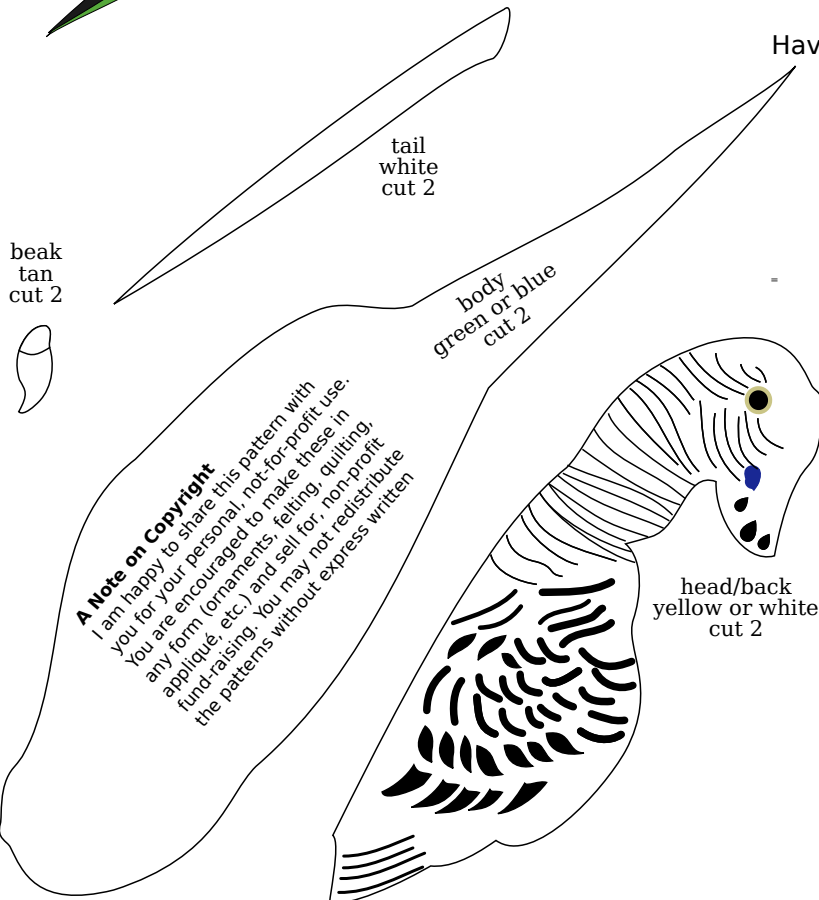 Hav
tail
white
cut 2
beak
tan
cut 2
body
green or blue
cut 2
A Note on Copyright
I am happy to share this pattern with
you for your personal, not-for-profit use.
You are encouraged to make these in
any form (ornaments, felting, quilting,
appliqué, etc.) and sell for, non-profit
fund-raising. You may not redistribute
the patterns without express written
head/back
yellow or white
cut 2